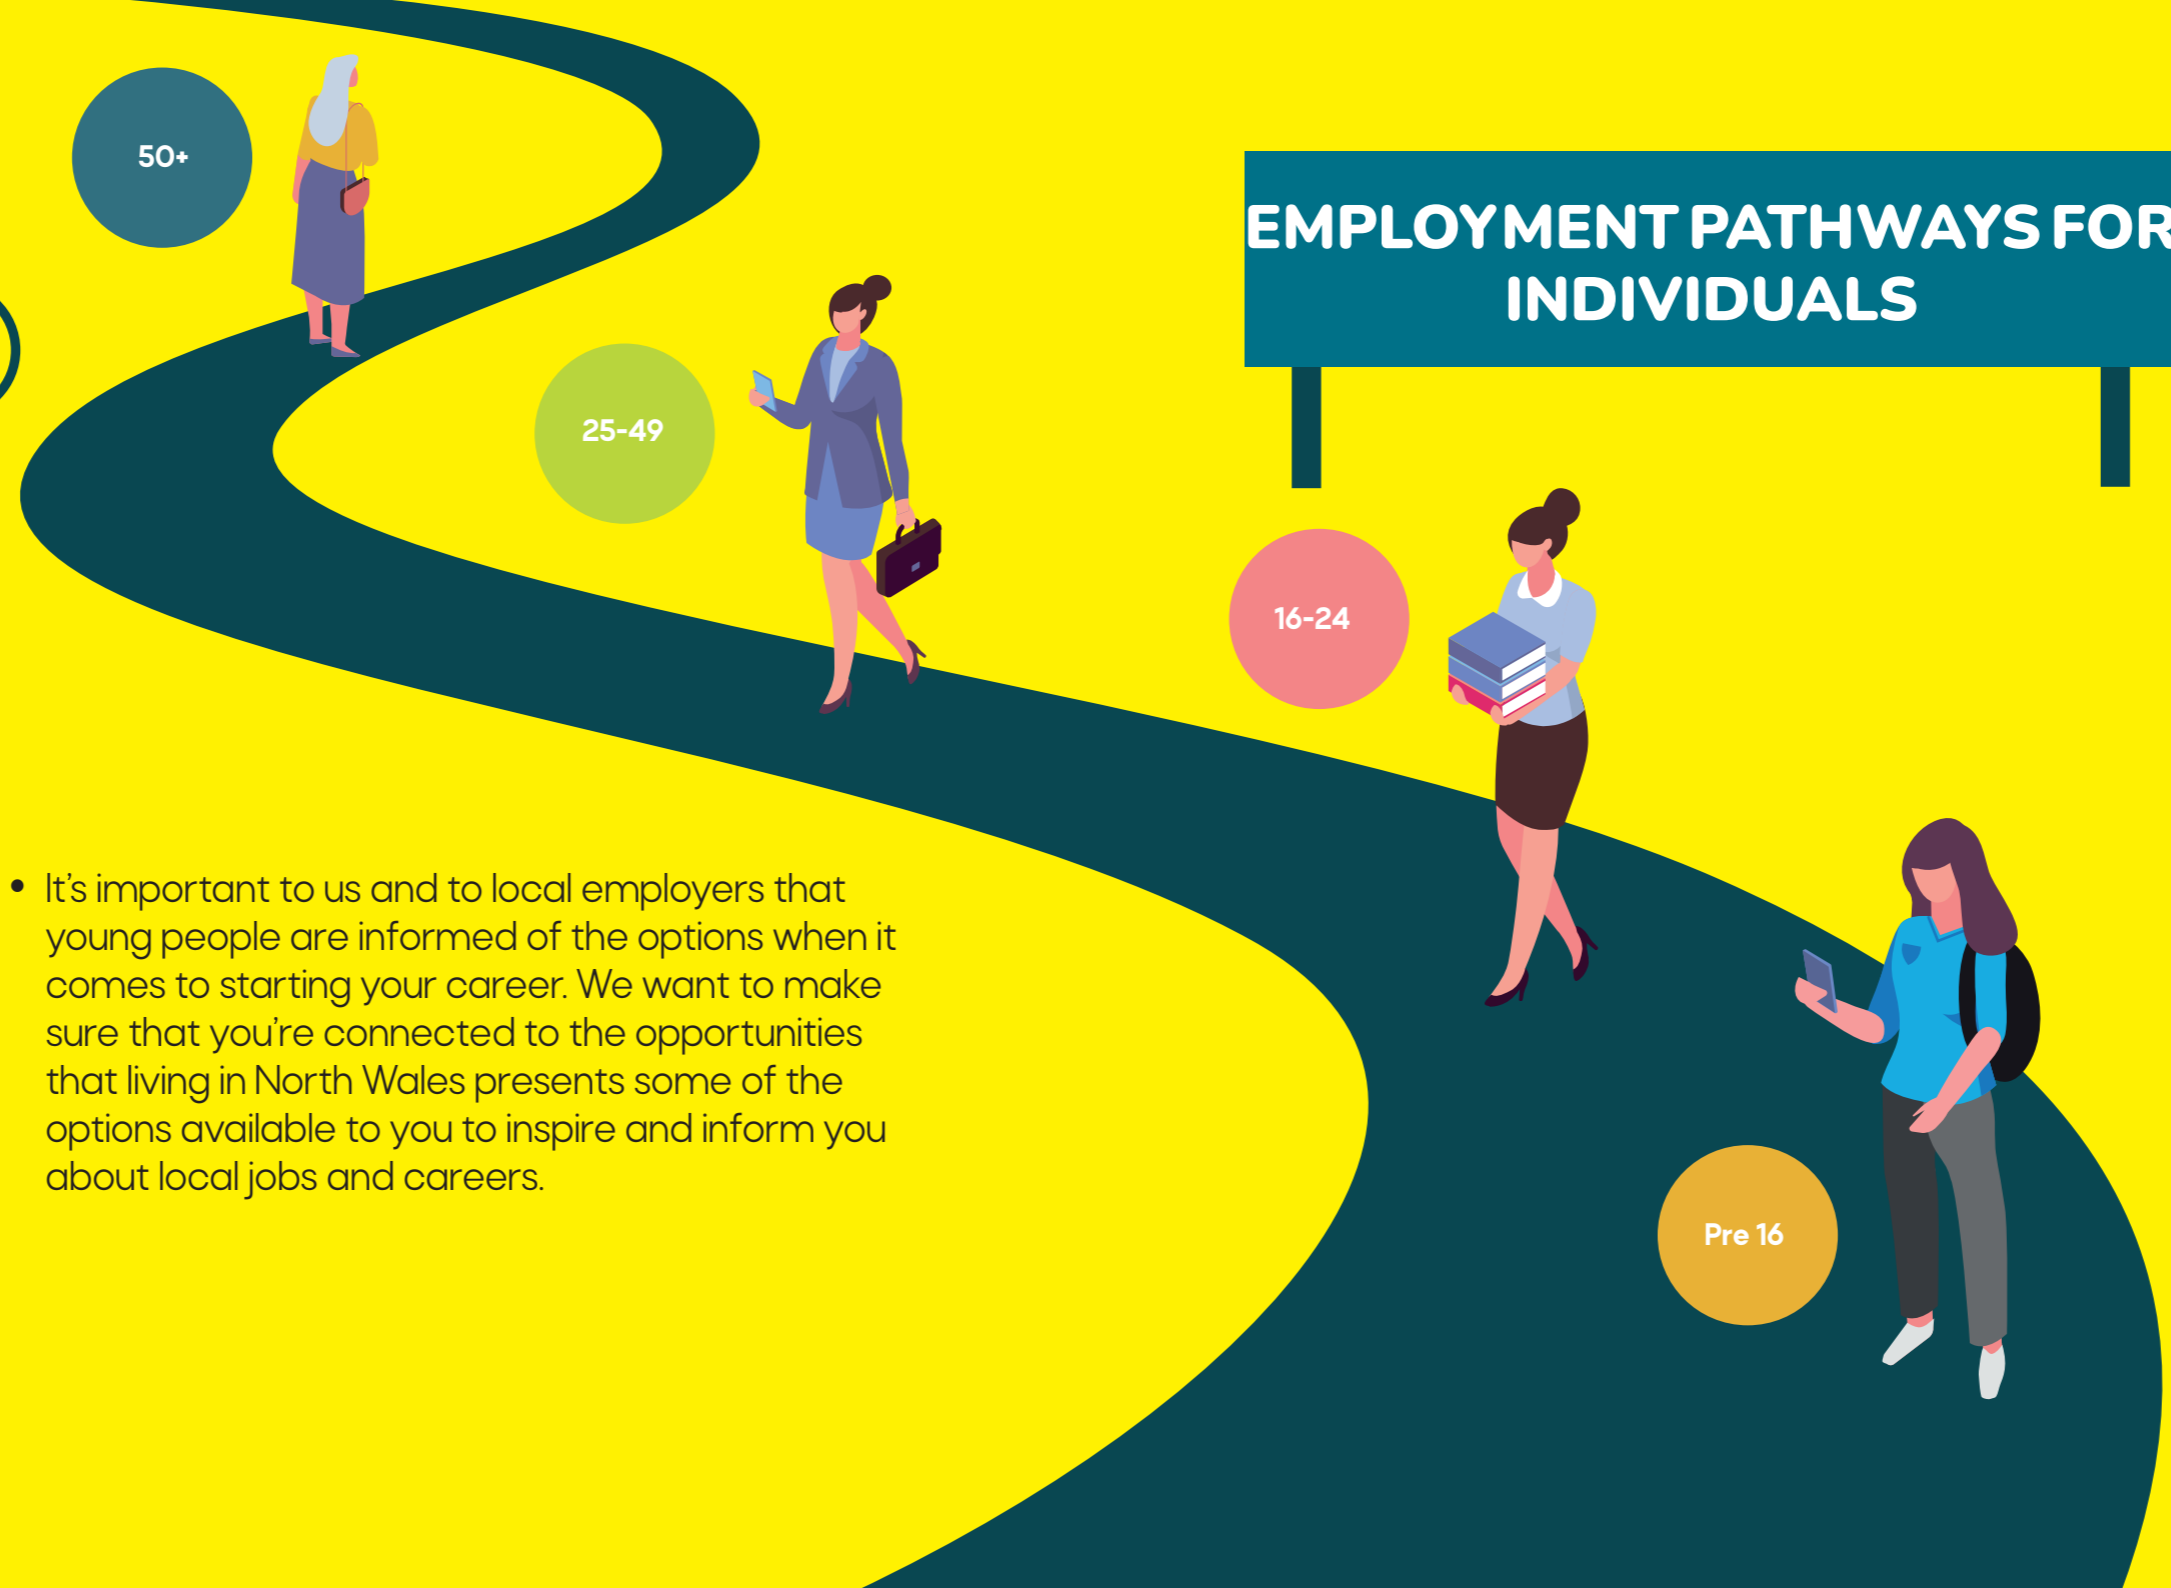 50+
EMPLOYMENT PATHWAYS FOR
INDIVIDUALS
25-49
16-24
• It’s important to us and to local employers that
young people are informed of the options when it
comes to starting your career. We want to make
sure that you’re connected to the opportunities
that living in North Wales presents some of the
options available to you to inspire and inform you
about local jobs and careers.
Pre 16